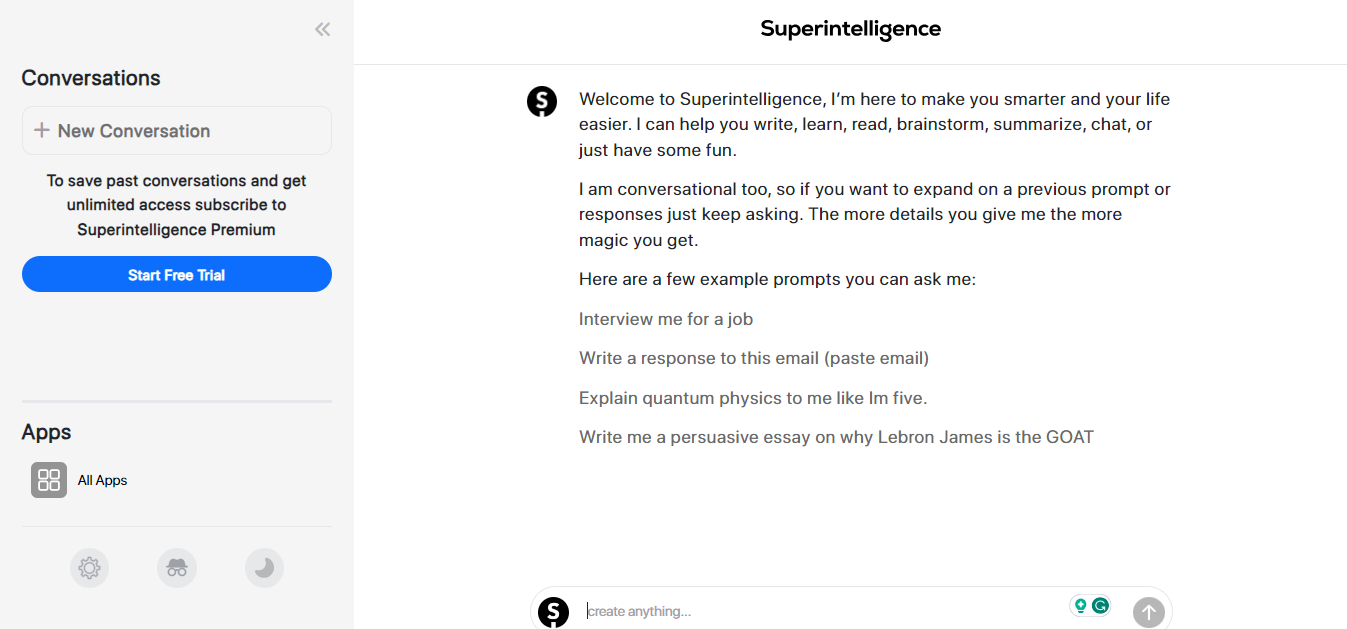 Superintelligence
Conversations
+ New Conversation
To save past conversations and get
unlimited access subscribe to
Superintelligence Premium
Start Free Trial
Apps
All Apps
S
Welcome to Superintelligence, I’m here to make you smarter and your life
easier. I can help you write, learn, read, brainstorm, summarize, chat, or
just have some fun.
I am conversational too, so if you want to expand on a previous prompt or
responses just keep asking. The more details you give me the more
magic you get.
Here are a few example prompts you can ask me:
Interview me for a job
Write a response to this email (paste email)
Explain quantum physics to me like Im five.
Write me a persuasive essay on why Lebron James is the GOAT
S
create anything...